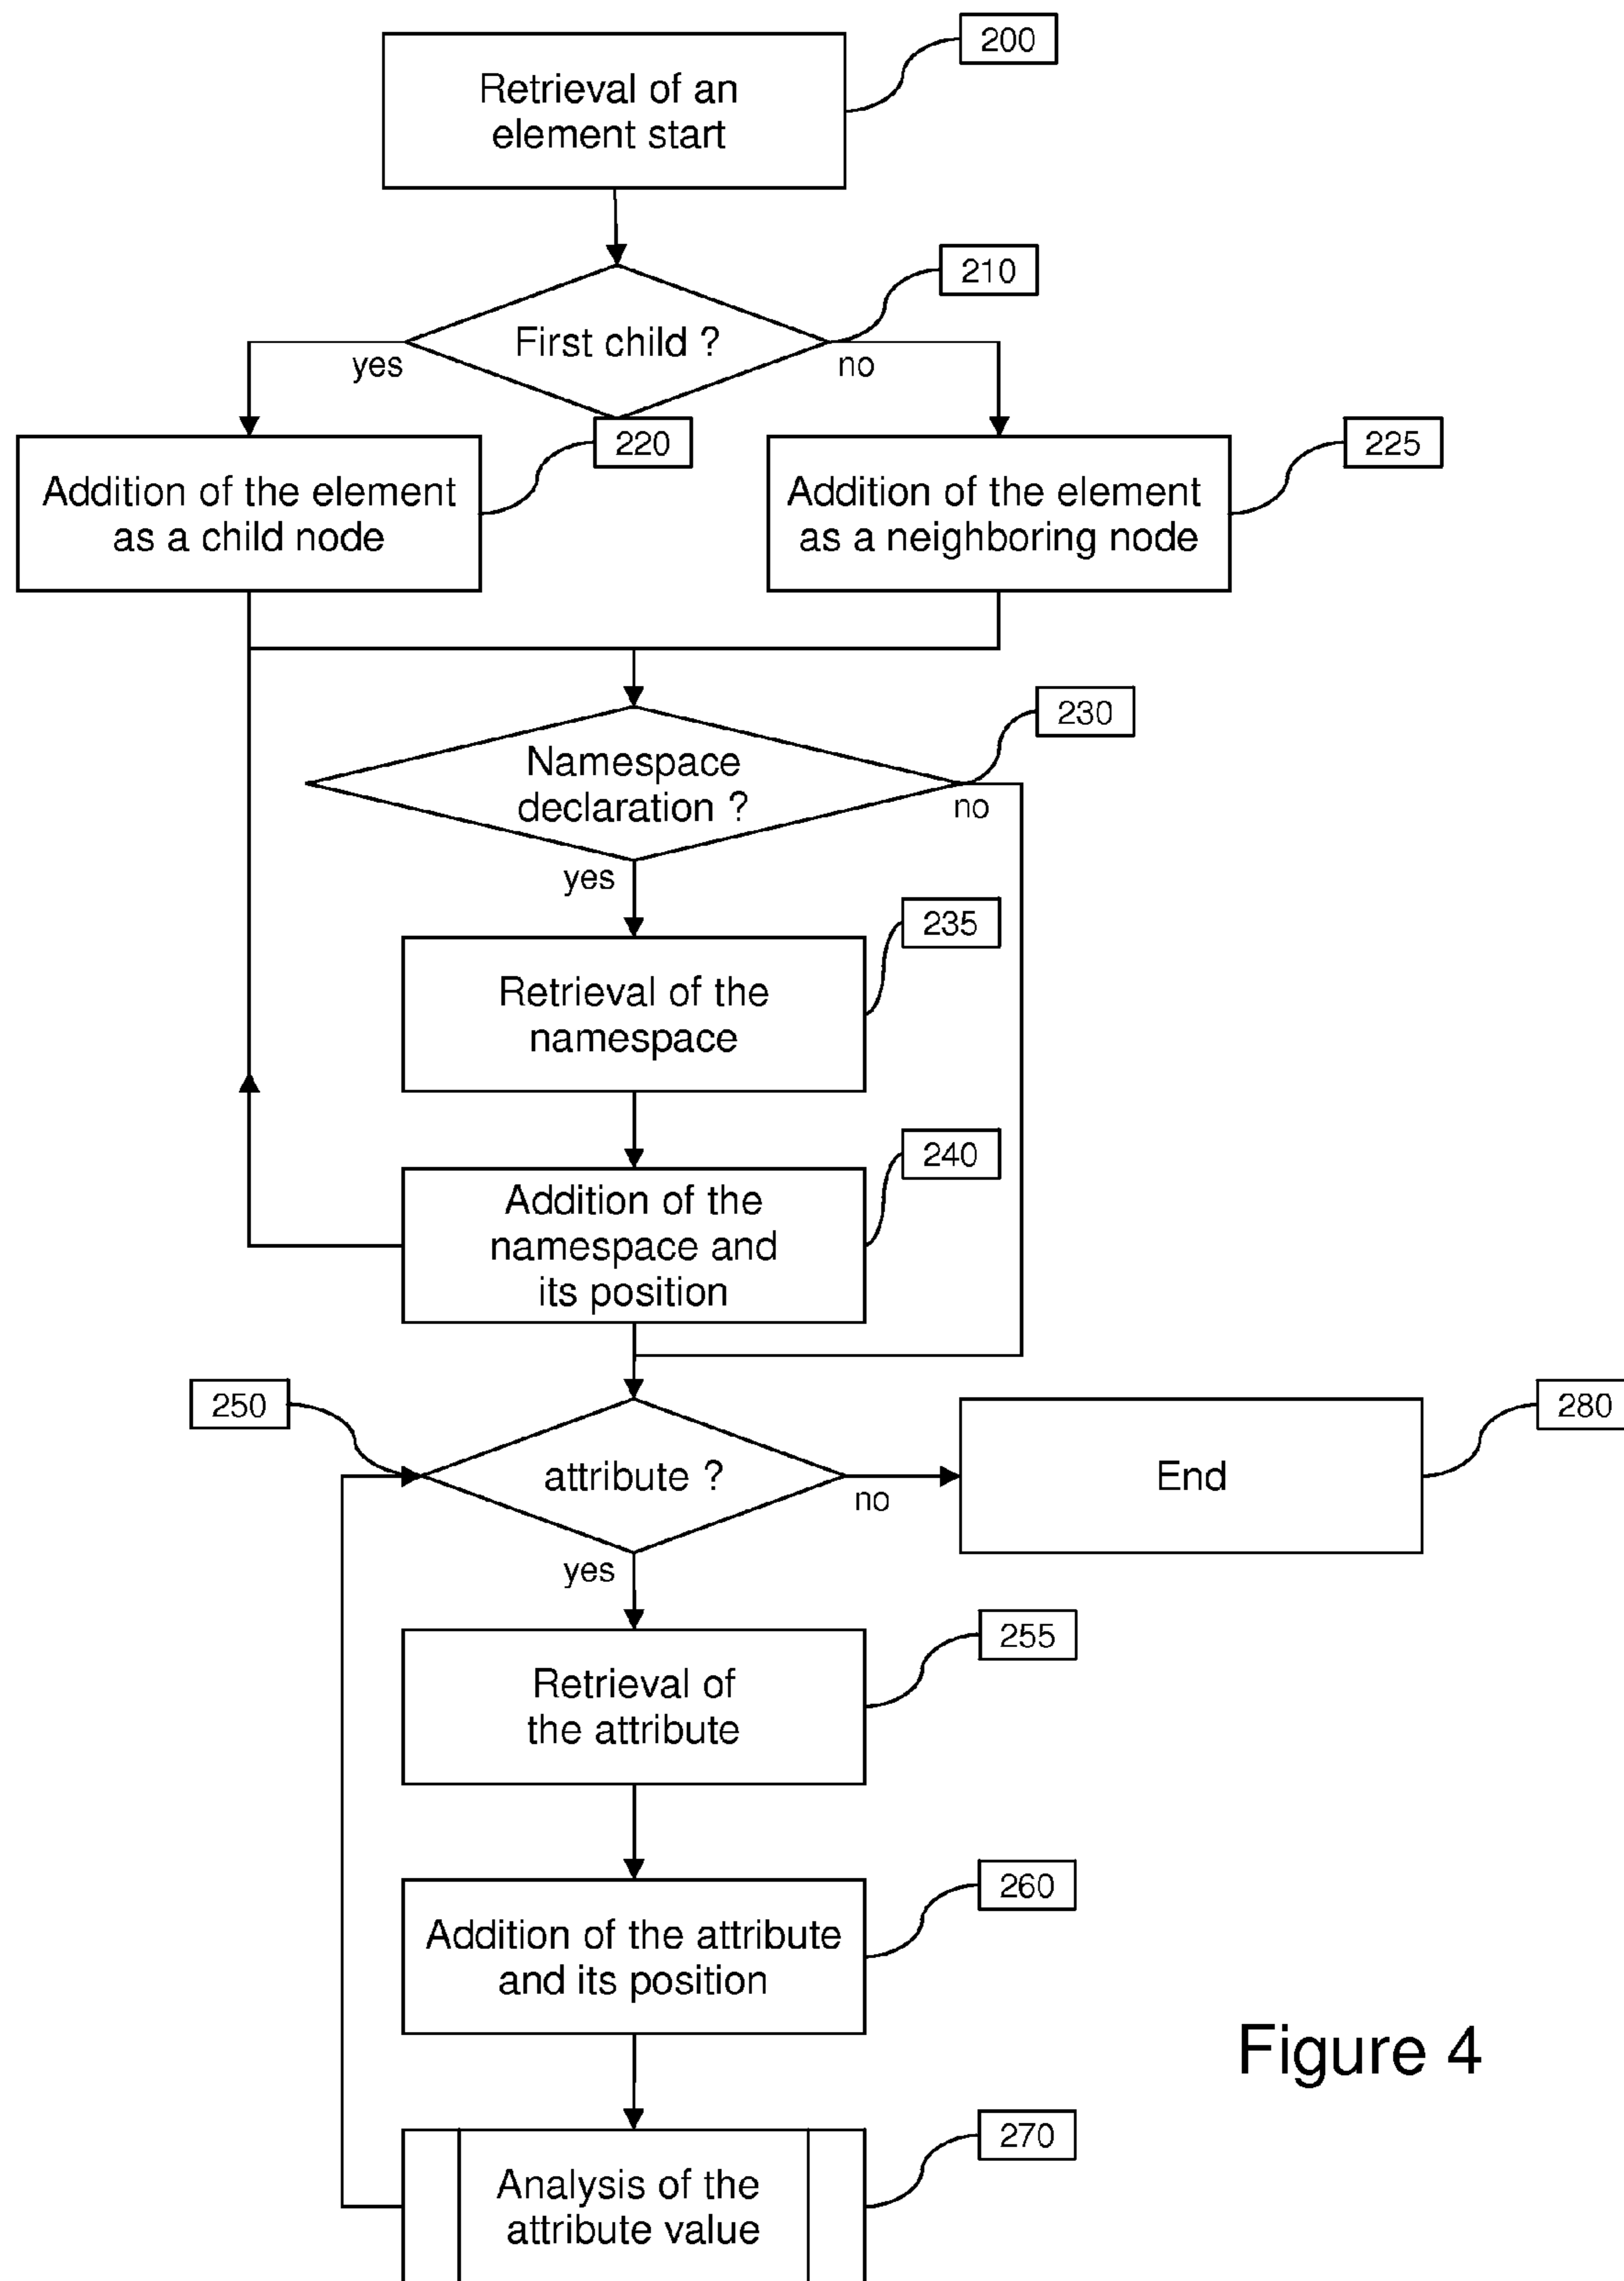 200
Retrieval of an
element start
210
First child ?
yes
no
220
225
Addition of the element
as a child node
Addition of the element
as a neighboring node
230
Namespace
declaration ?
no
yes
235
Retrieval of the
namespace
240
Addition of the
namespace and
its position
250
280
attribute ?
End
no
yes
255
Retrieval of
the attribute
260
Addition of the attribute
and its position
Figure 4
270
Analysis of the
attribute value